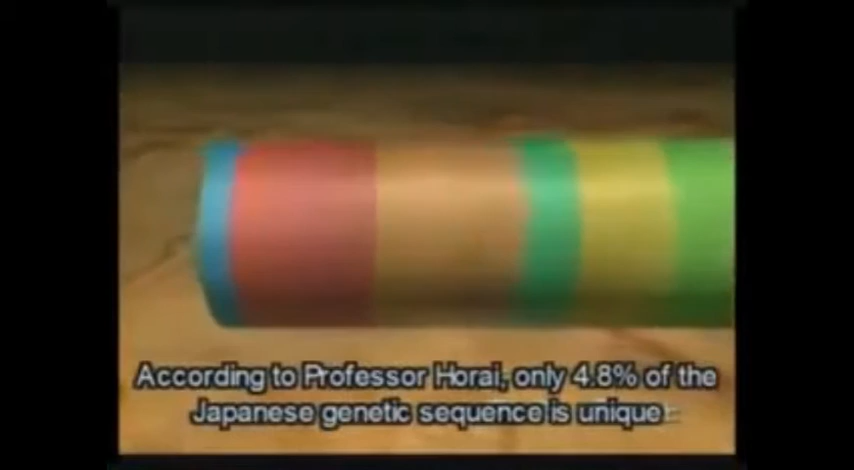 According to Professor Horai, only 4.8% of the
Japanese genetic sequence is unique